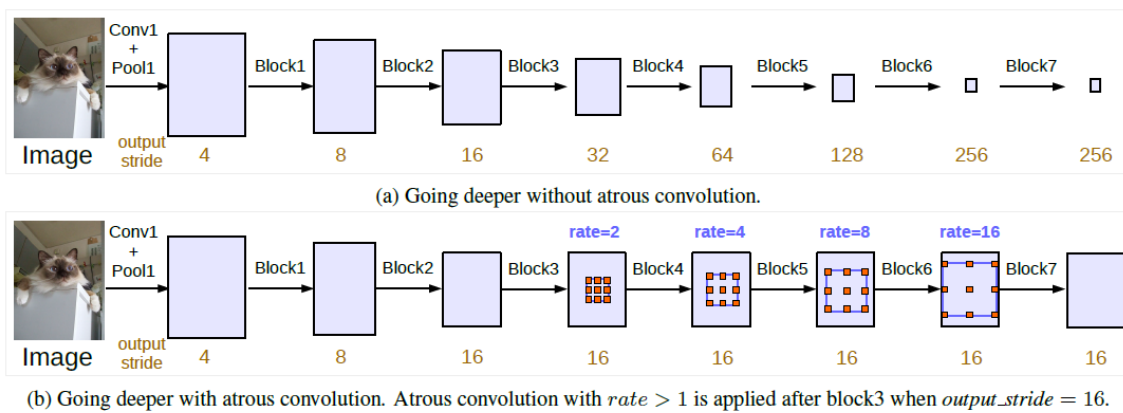 Conv1
+
Pool1
Block1
Block2
Block3
Block4
Block5
Block6
Block7
Image
output
stride
4
8
16
32
64
128
256
256
(a) Going deeper without atrous convolution.
Conv1
+
Pool1
Block1
Block2
Block3
rate=2
Block4
rate=4
Block5
rate=8
Block6
rate=16
Block7
Image
output
stride
4
8
16
16
16
16
16
16
(b) Going deeper with atrous convolution. Atrous convolution with rate > 1 is applied after block3 when output_stride = 16.